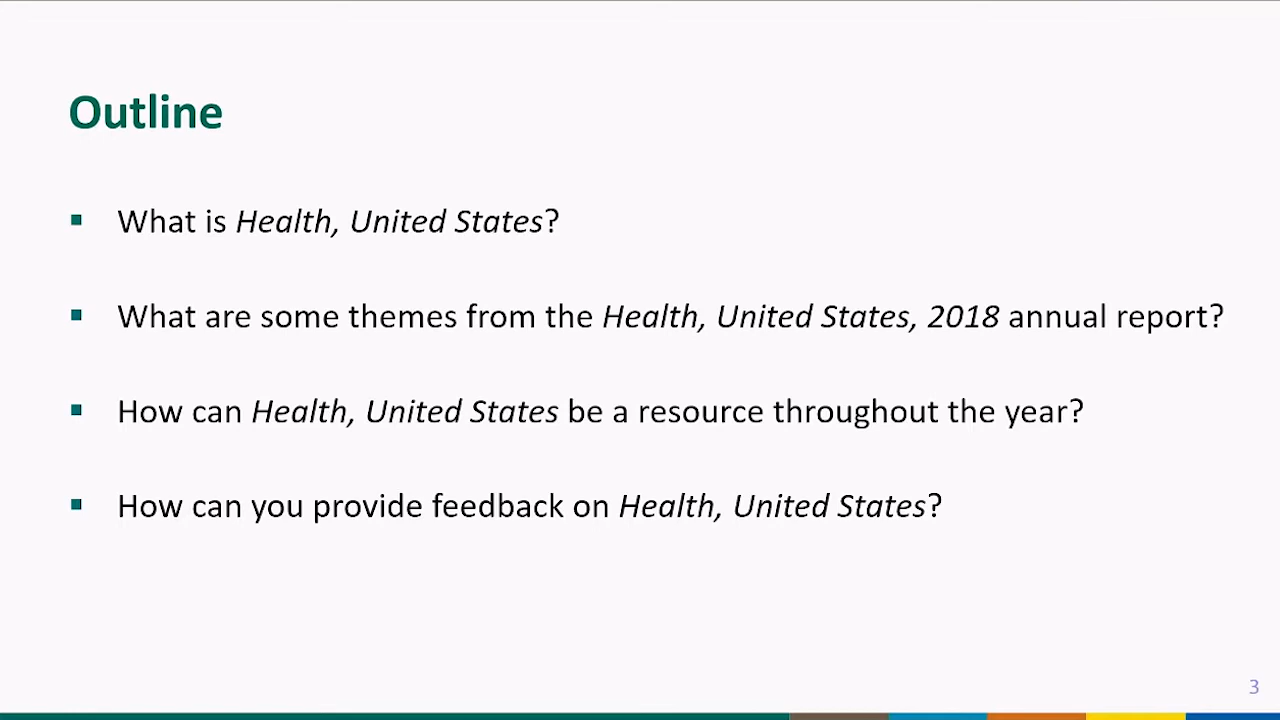 Outline
What is Health, United States?
What are some themes from the Health, United States, 2018 annual report?
How can Health, United States be a resource throughout the year?
How can you provide feedback on Health, United States?
3